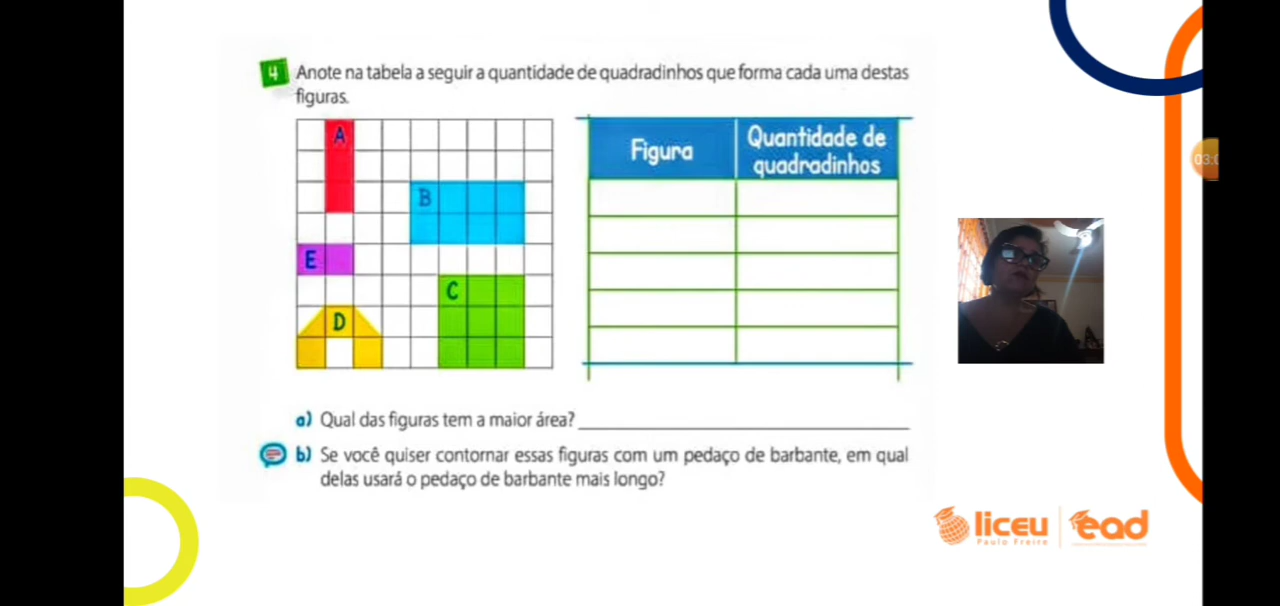 4 Anote na tabela a seguir a quantidade de quadradinhos que forma cada uma destas
figuras.
A
B
E
C
D
Figura
Quantidade de
quadradinhos
a) Qual das figuras tem a maior área?
b) Se você quiser contornar essas figuras com um pedaço de barbante, em qual
delas usará o pedaço de barbante mais longo?
liceu
Paulo Freire
ead